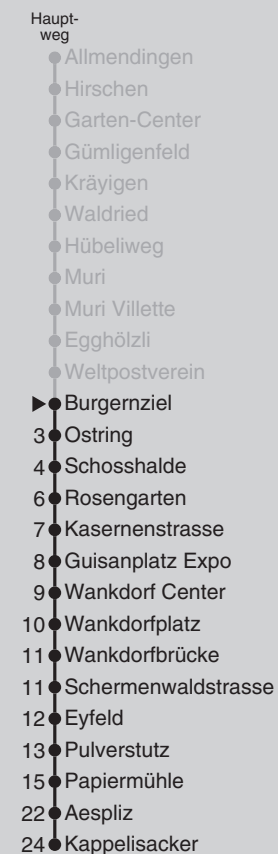 Haupt-
weg
Allmendingen
Hirschen
Garten-Center
Gümligenfeld
Kräyigen
Waldried
Hübeliweg
Muri
Muri Villette
Egghölzli
Weltpostverein
Burgernziel
3 Ostring
4 Schosshalde
6 Rosengarten
7 Kasernenstrasse
8 Guisanplatz Expo
9 Wankdorf Center
10 Wankdorfplatz
11 Wankdorfbrücke
11 Schermenwaldstrasse
12 Eyfeld
13 Pulverstutz
15 Papiermühle
22 Aespliz
24 Kappelisacker